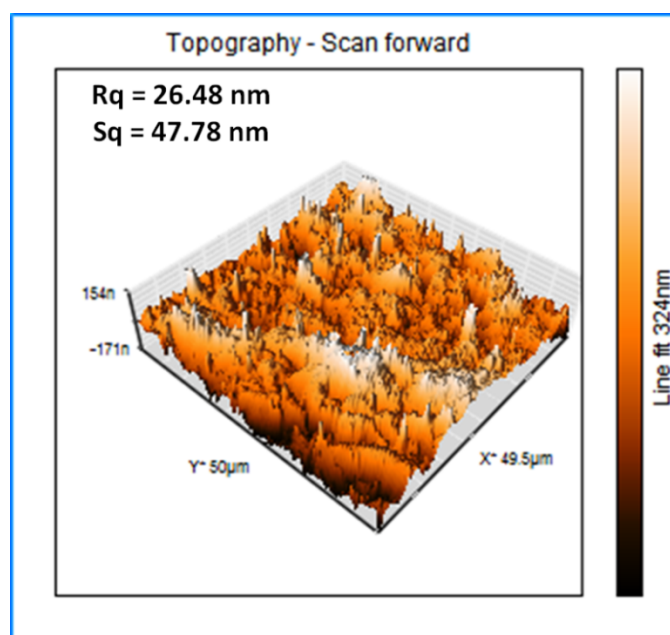 Topography - Scan forward
Rq = 26.48 nm
Sq = 47.78 nm
154n
-171n
Y* 50µm
X* 49.5µm
Line fit 324nm